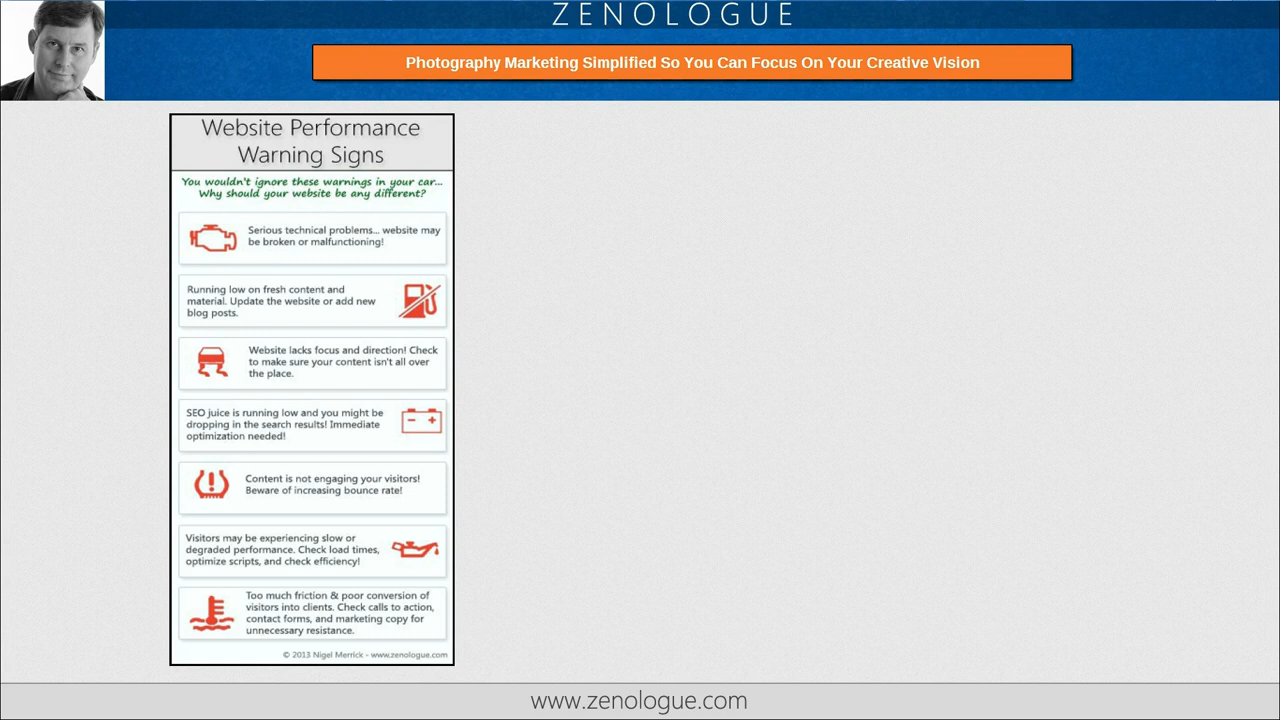 ZENOLOGUE
Photography Marketing Simplified So You Can Focus On Your Creative Vision
Website Performance
Warning Signs
You wouldn't ignore these warnings in your car...
Why should your website be any different?
Serious technical problems... website may
be broken or malfunctioning!
Running low on fresh content and
material. Update the website or add new
blog posts.
Website lacks focus and direction! Check
to make sure your content isn't all over
the place.
SEO juice is running low and you might be
dropping in the search results! Immediate
optimization needed!
Content is not engaging your visitors!
Beware of increasing bounce rate!
Visitors may be experiencing slow or
degraded performance. Check load times,
optimize scripts, and check efficiency!
Too much friction & poor conversion of
visitors into clients. Check calls to action,
contact forms, and marketing copy for
unnecessary resistance.
© 2013 Nigel Merrick - www.zenologue.com
www.zenologue.com